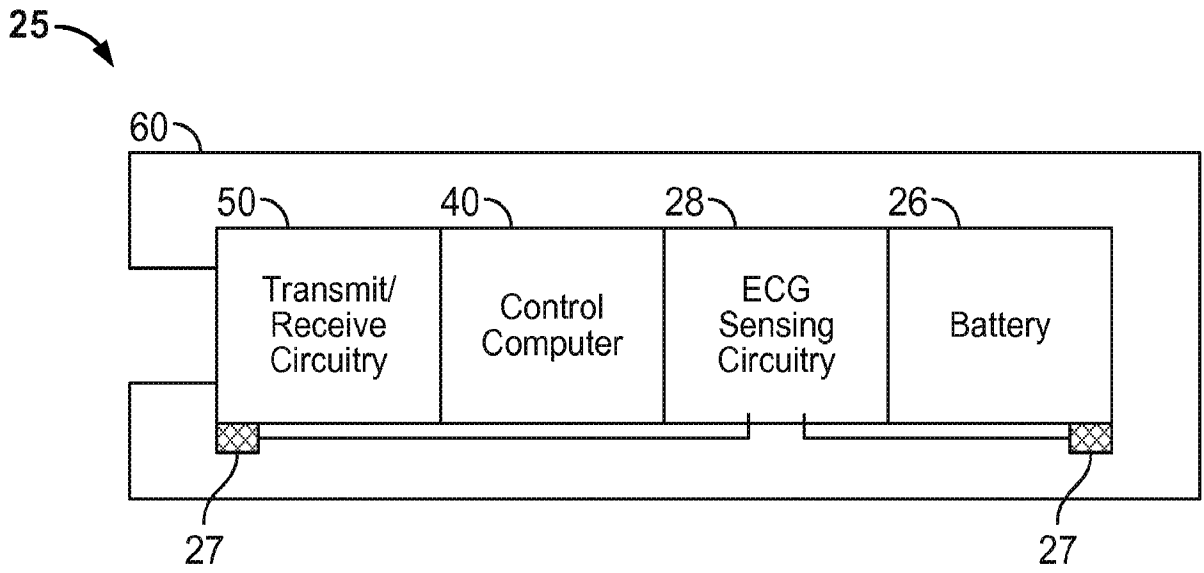 25
60
50
40
28
26
Transmit/
Receive
Circuitry
Control
Computer
ECG
Sensing
Circuitry
Battery
27
27